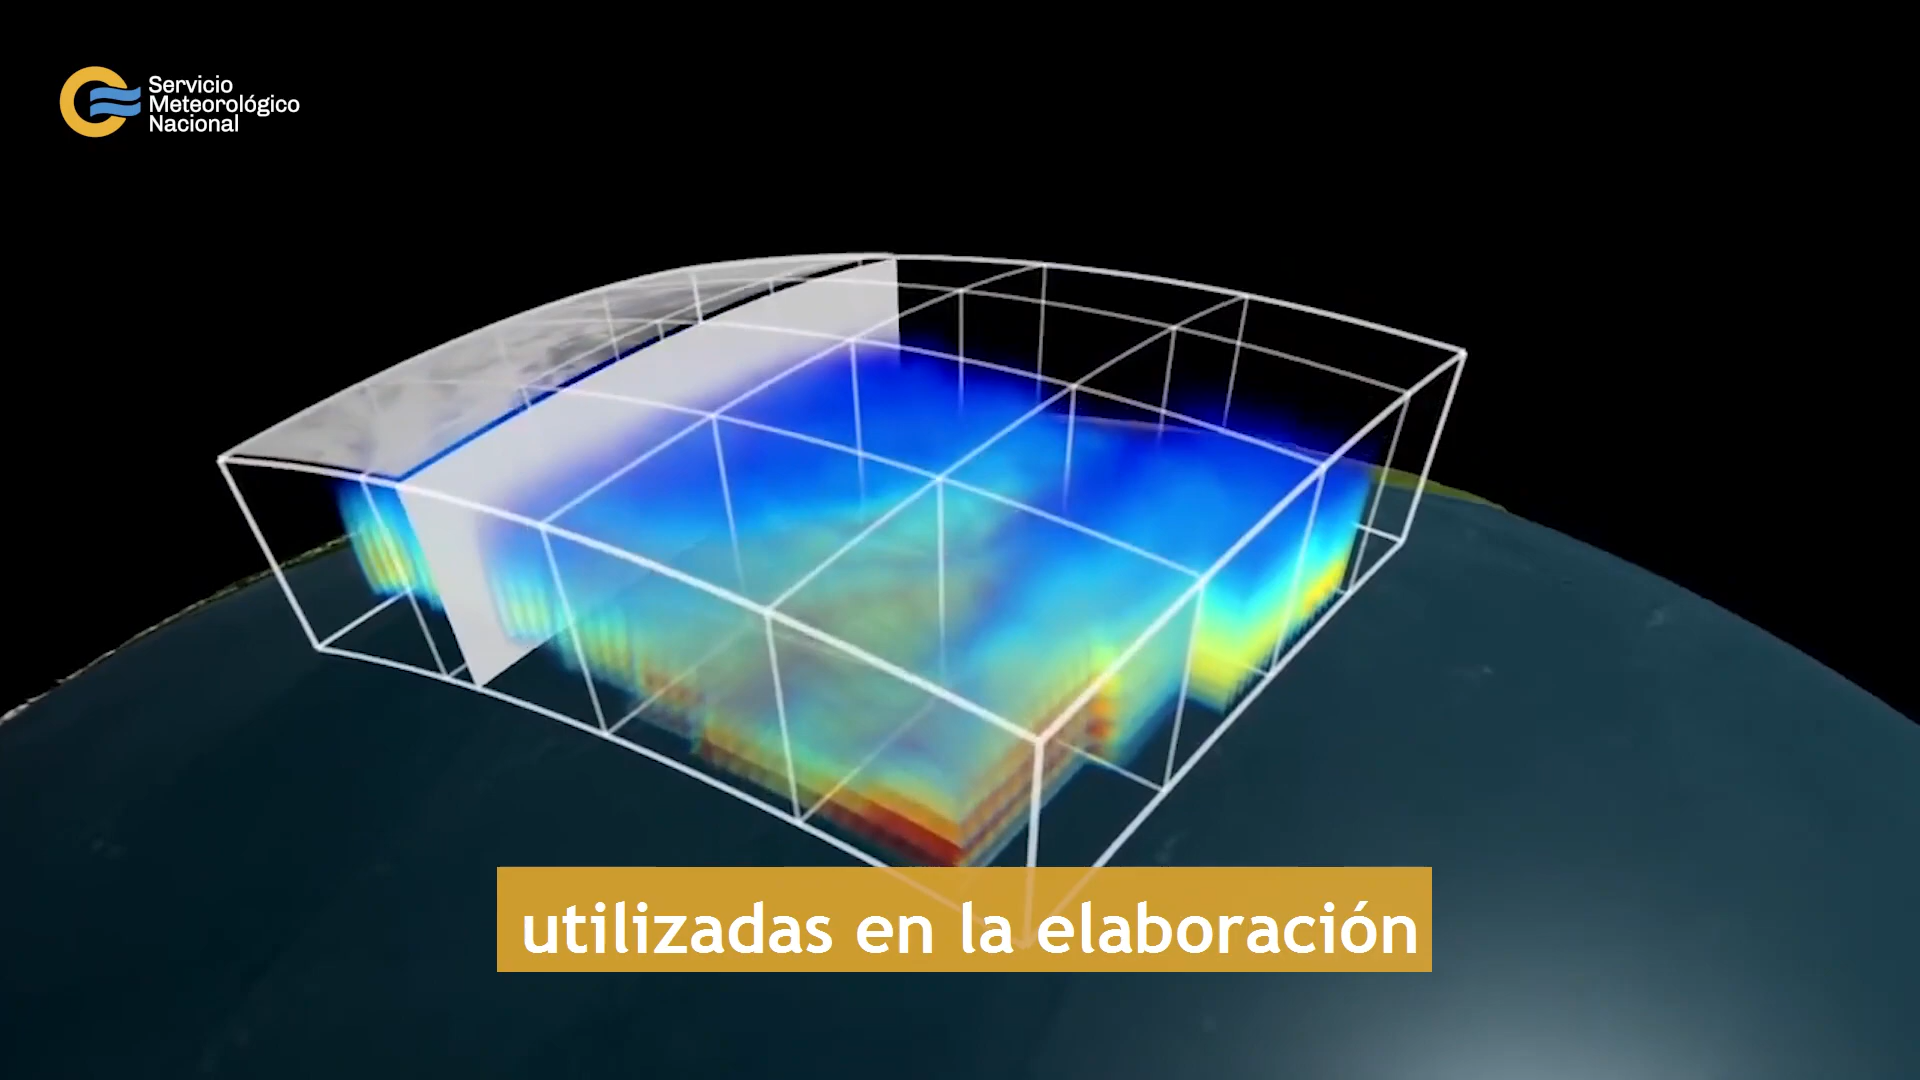 Servicio
Meteorológico
Nacional
utilizadas en la elaboración